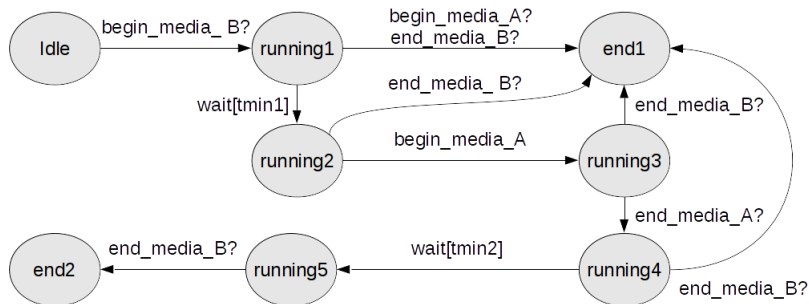 begin_media_ B?
begin_media_A?
end_media_B?
Idle
running1
end1
end_media_ B?
wait[tmin1]
end_media_B?
begin_media_A
running2
running3
end_media_A?
end_media_B?
wait[tmin2]
end2
running5
running4
end_media_B?